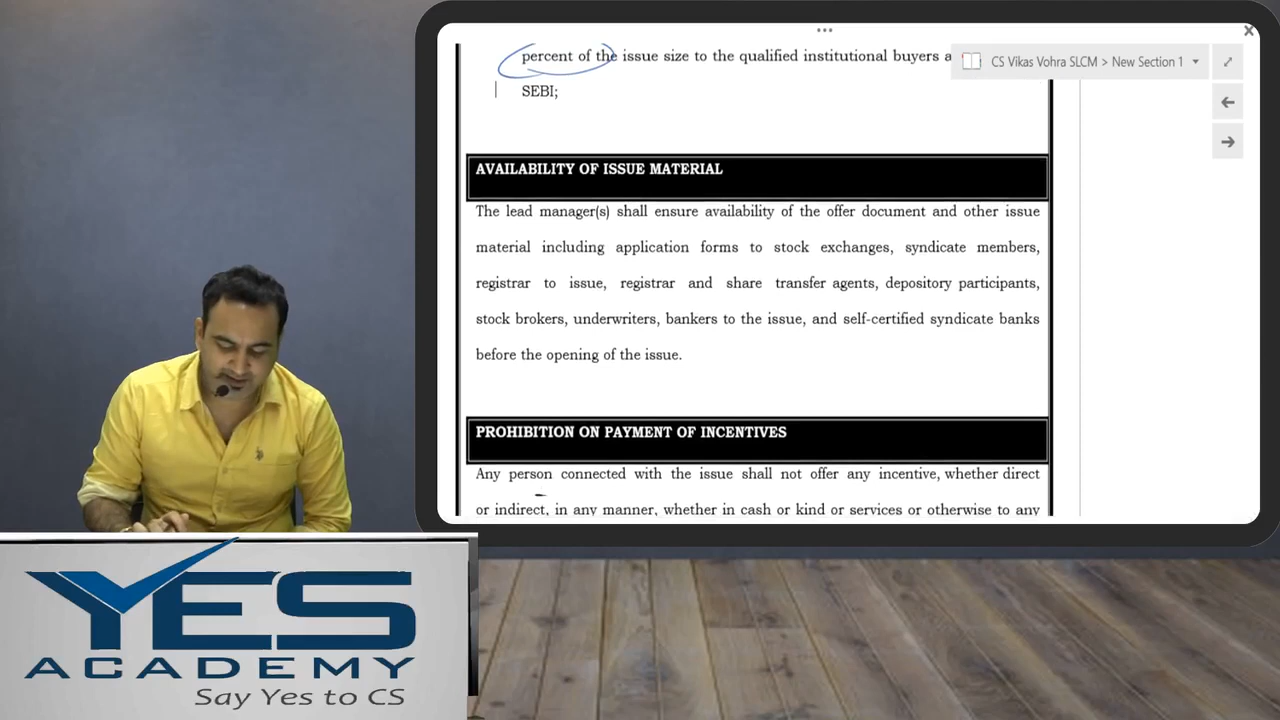 percent of the issue size to the qualified institutional buyers a
SEBI;
CS Vikas Vohra SLCM > New Section 1
AVAILABILITY OF ISSUE MATERIAL
The lead manager(s) shall ensure availability of the offer document and other issue
material including application forms to stock exchanges, syndicate members,
registrar to issue, registrar and share transfer agents, depository participants,
stock brokers, underwriters, bankers to the issue, and self-certified syndicate banks
before the opening of the issue.
PROHIBITION ON PAYMENT OF INCENTIVES
Any person connected with the issue shall not offer any incentive, whether direct
or indirect, in any manner, whether in cash or kind or services or otherwise to any
YES
ACADEMY
Say Yes to CS